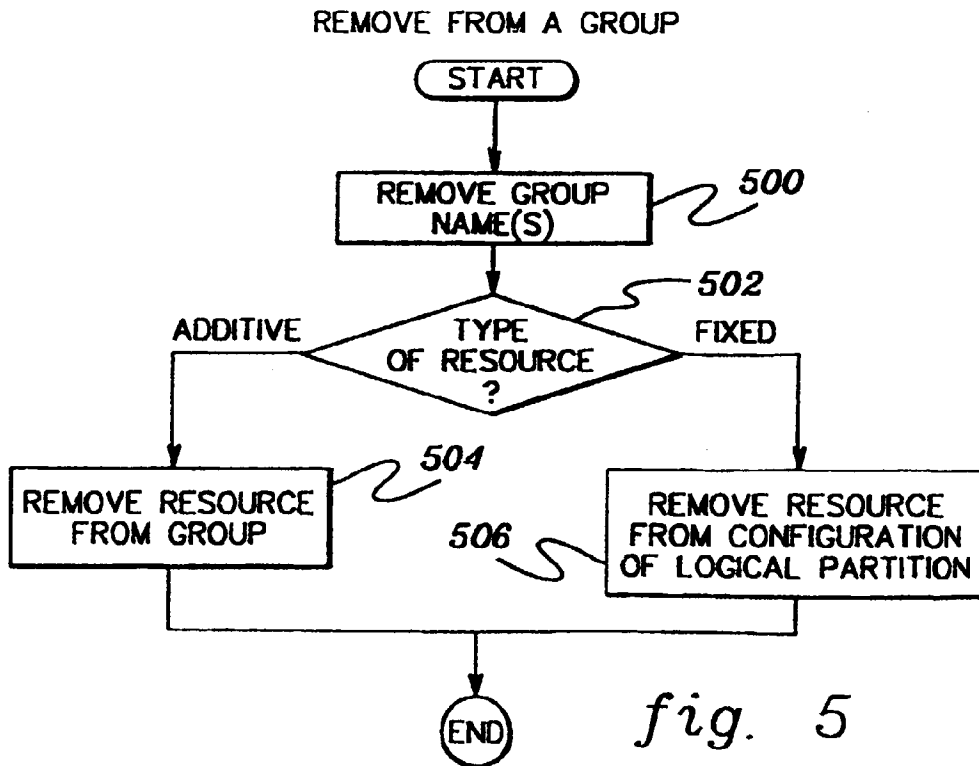 REMOVE FROM A GROUP
START
REMOVE GROUP
NAME(S)
500
502
ADDITIVE
TYPE
OF RESOURCE
?
FIXED
504
REMOVE RESOURCE
FROM GROUP
506
REMOVE RESOURCE
FROM CONFIGURATION
OF LOGICAL PARTITION
END
fig. 5